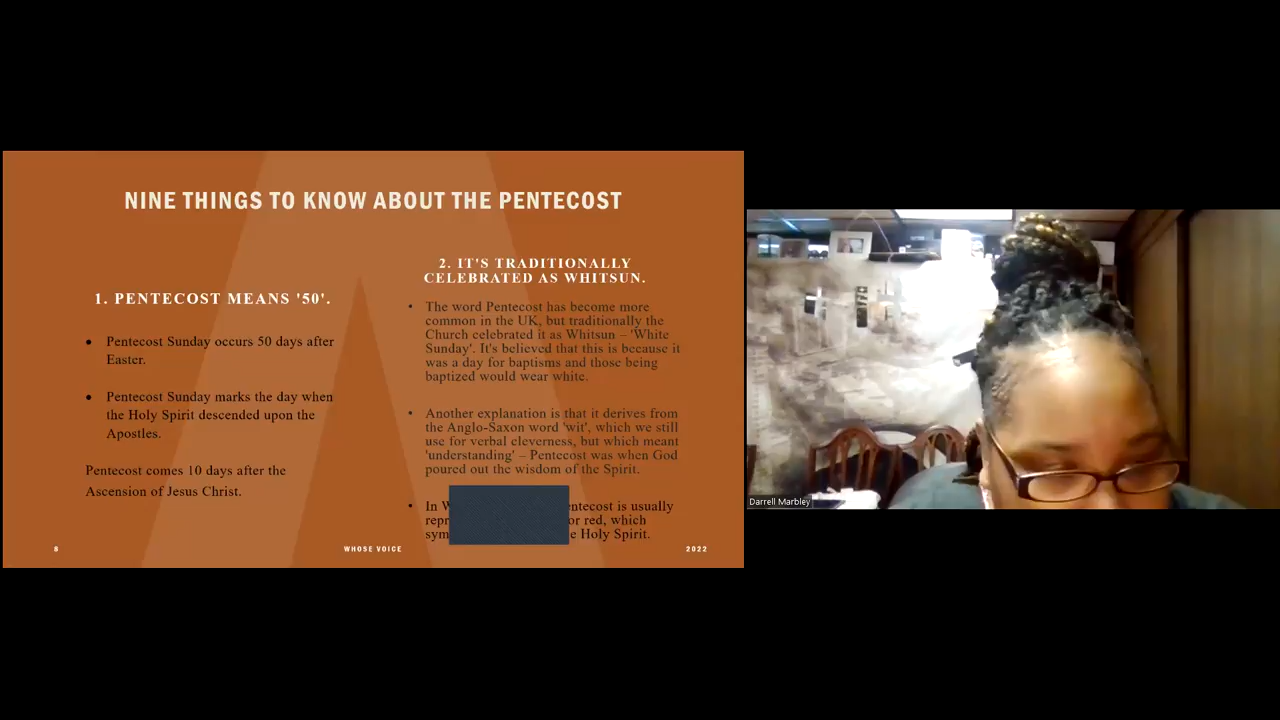 NINE THINGS TO KNOW ABOUT THE PENTECOST
1. PENTECOST MEANS '50'.
• Pentecost Sunday occurs 50 days after
Easter.
• Pentecost Sunday marks the day when
the Holy Spirit descended upon the
Apostles.
Pentecost comes 10 days after the
Ascension of Jesus Christ.
2. IT'S TRADITIONALLY
CELEBRATED AS WHITSUN.
• The word Pentecost has become more
common in the UK, but traditionally the
Church celebrated it as Whitsun – 'White
Sunday'. It's believed that this is because it
was a day for baptisms and those being
baptized would wear white.
• Another explanation is that it derives from
the Anglo-Saxon word 'wit', which we still
use for verbal cleverness, but which meant
'understanding' – Pentecost was when God
poured out the wisdom of the Spirit.
• In is usually
red, which
Holy Spirit.
8
WHOSE VOICE
2022
Darrell Marbley